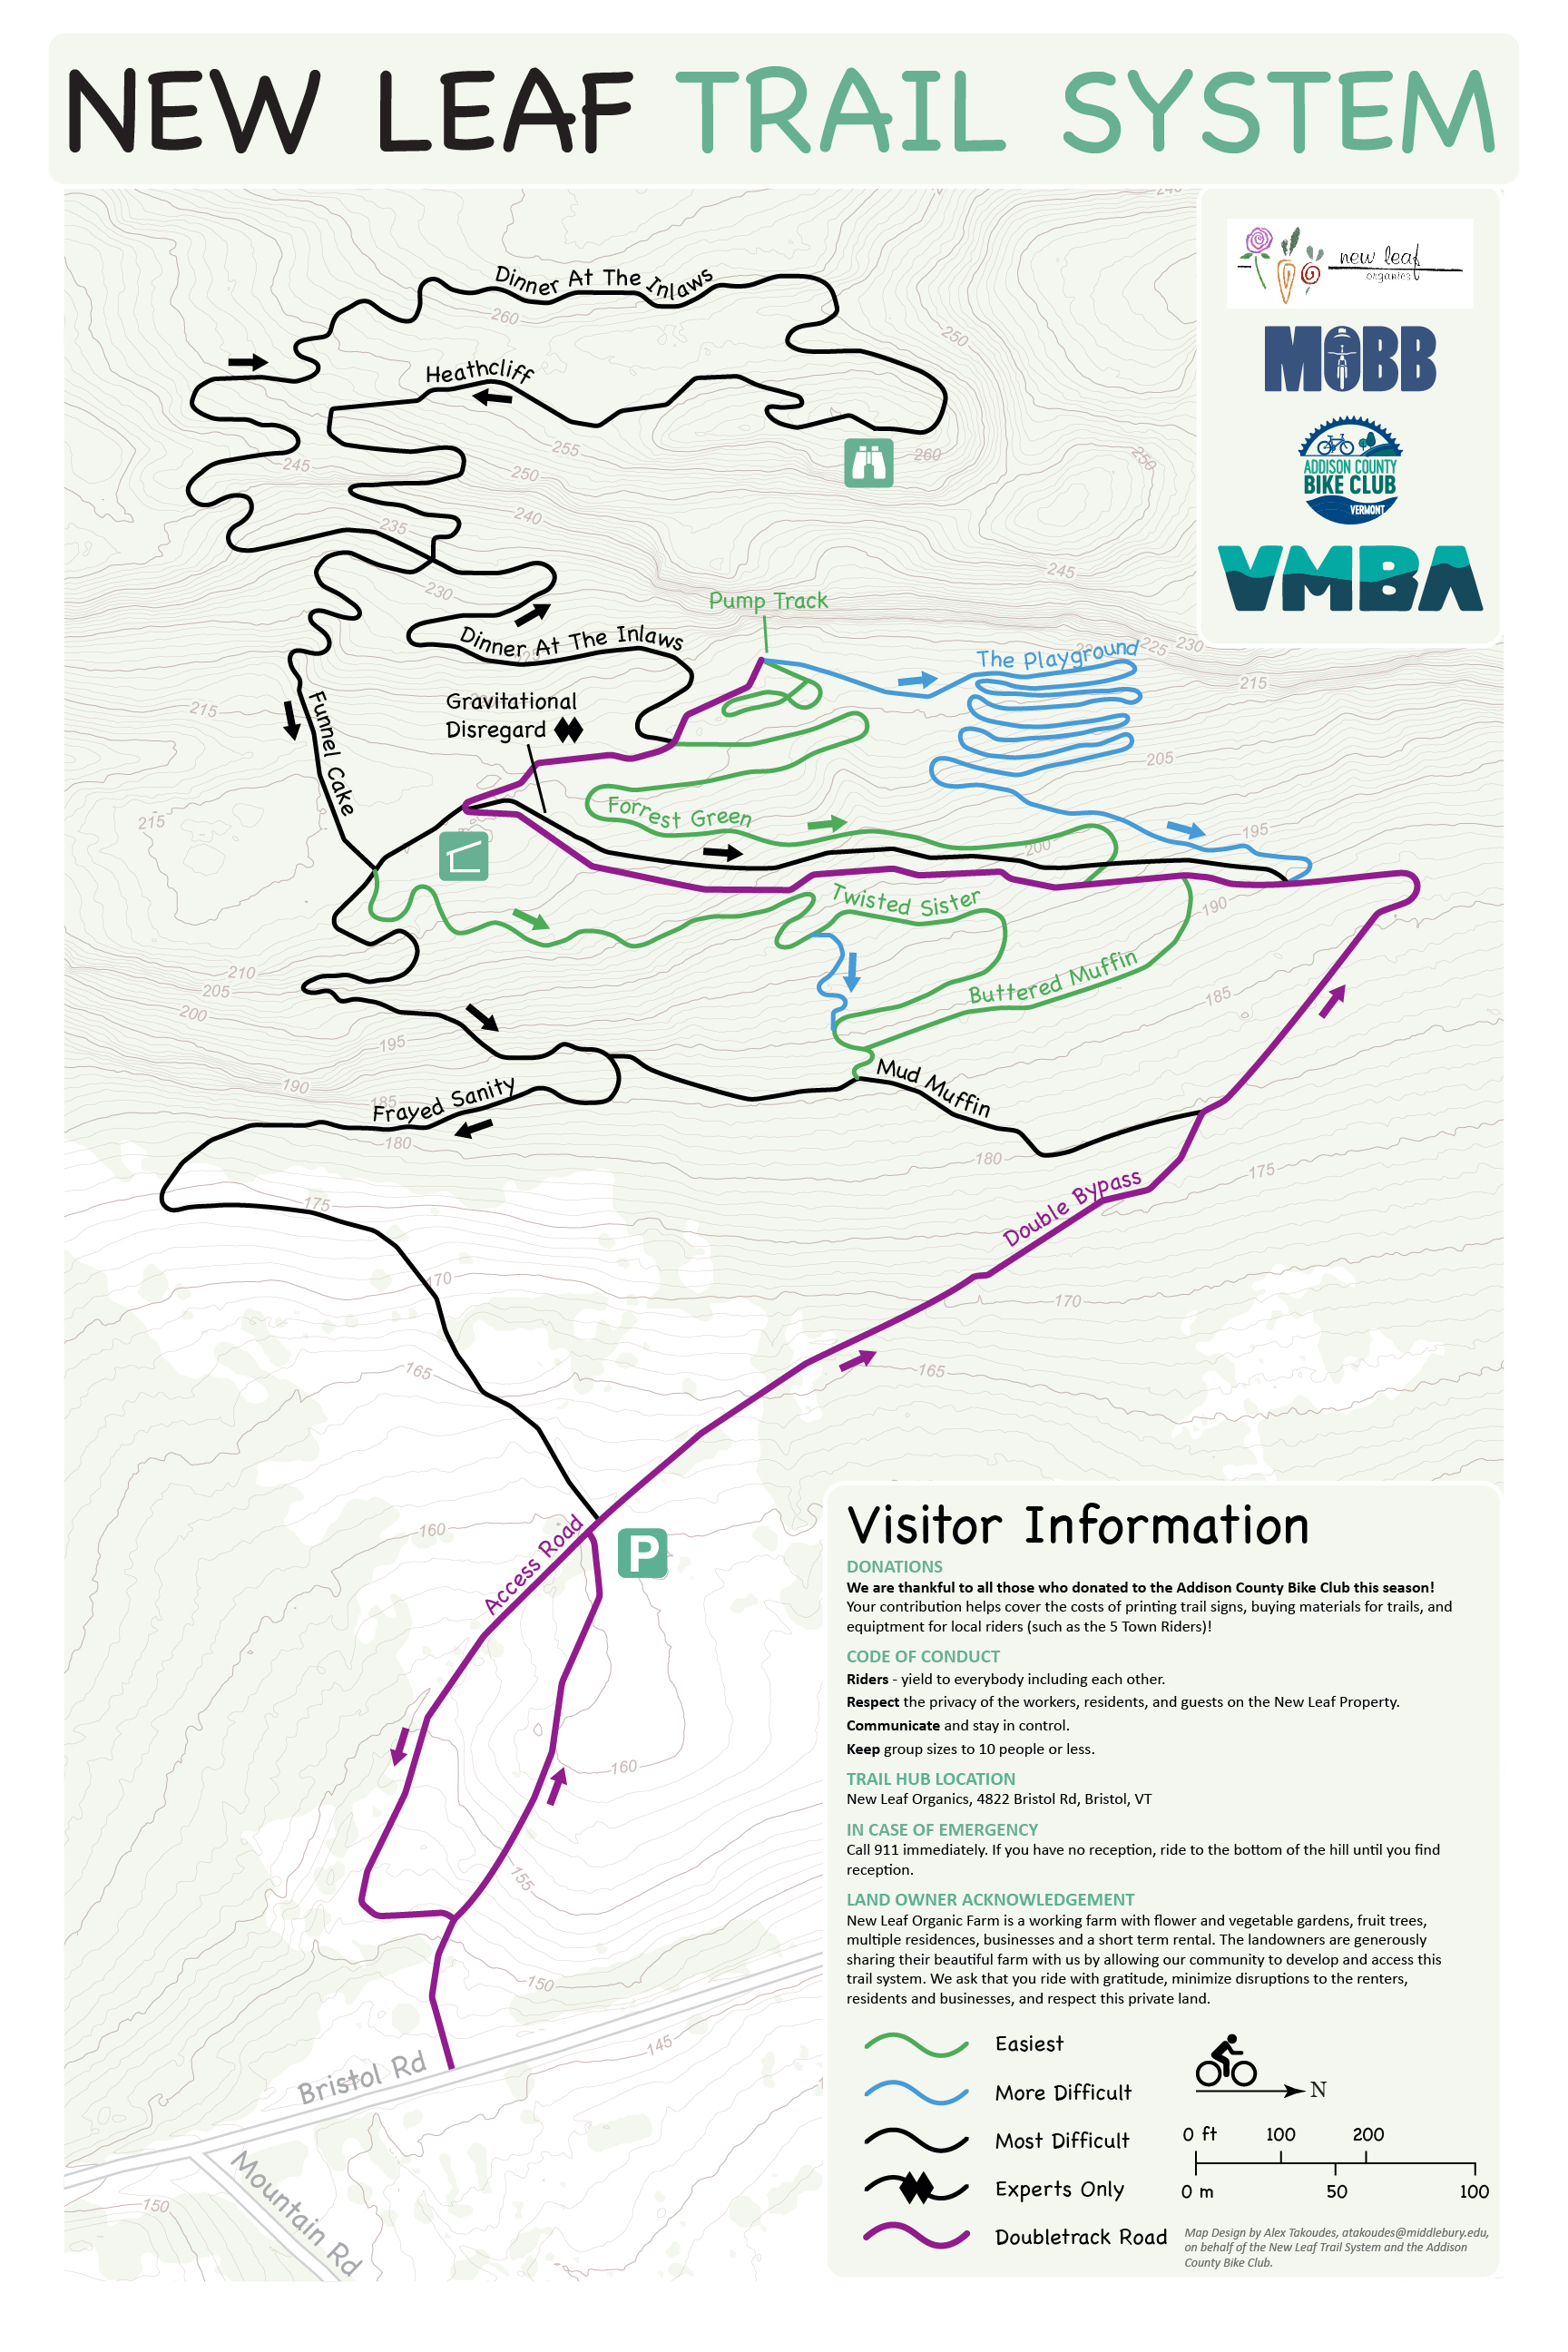 NEW LEAF TRAIL SYSTEM
new leaf
organics
MOBB
ADDISON COUNTY
BIKE CLUB
VERMONT
VMBA
Dinner At The Inlaws
260
250
Heathcliff
255
250
245
260
250
240
235
245
230
Pump Track
Dinner At The Inlaws
The Playground
225
230
Gravitational
Disregard
215
215
Funnel Cake
205
215
Forrest Green
195
200
Twisted Sister
190
210
205
200
Buttered Muffin
185
195
Mud Muffin
190
185
Frayed Sanity
180
180
175
175
Double Bypass
170
170
165
165
160
Access Road
P
160
155
150
145
Bristol Rd
Mountain Rd
150
Visitor Information
DONATIONS
We are thankful to all those who donated to the Addison County Bike Club this season!
Your contribution helps cover the costs of printing trail signs, buying materials for trails, and
equiptment for local riders (such as the 5 Town Riders)!
CODE OF CONDUCT
Riders - yield to everybody including each other.
Respect the privacy of the workers, residents, and guests on the New Leaf Property.
Communicate and stay in control.
Keep group sizes to 10 people or less.
TRAIL HUB LOCATION
New Leaf Organics, 4822 Bristol Rd, Bristol, VT
IN CASE OF EMERGENCY
Call 911 immediately. If you have no reception, ride to the bottom of the hill until you find
reception.
LAND OWNER ACKNOWLEDGEMENT
New Leaf Organic Farm is a working farm with flower and vegetable gardens, fruit trees,
multiple residences, businesses and a short term rental. The landowners are generously
sharing their beautiful farm with us by allowing our community to develop and access this
trail system. We ask that you ride with gratitude, minimize disruptions to the renters,
residents and businesses, and respect this private land.
Easiest
More Difficult
Most Difficult
Experts Only
Doubletrack Road
N
0 ft 100 200
0 m 50 100
Map Design by Alex Takoudes, atakoudes@middlebury.edu,
on behalf of the New Leaf Trail System and the Addison
County Bike Club.